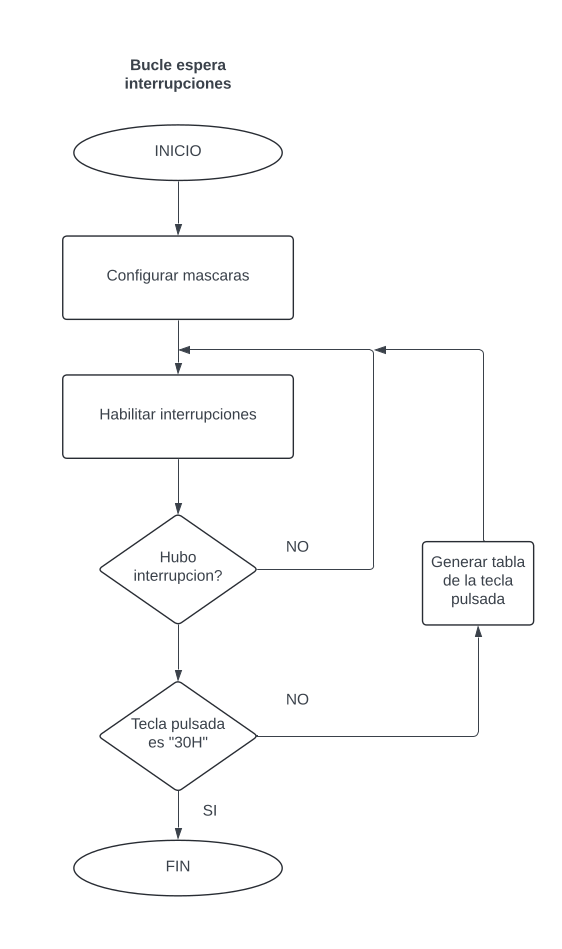 Bucle espera
interrupciones
INICIO
Configurar mascaras
Habilitar interrupciones
Hubo
interrupcion?
NO
Generar tabla
de la tecla
pulsada
Tecla pulsada
es "30H"
NO
SI
FIN